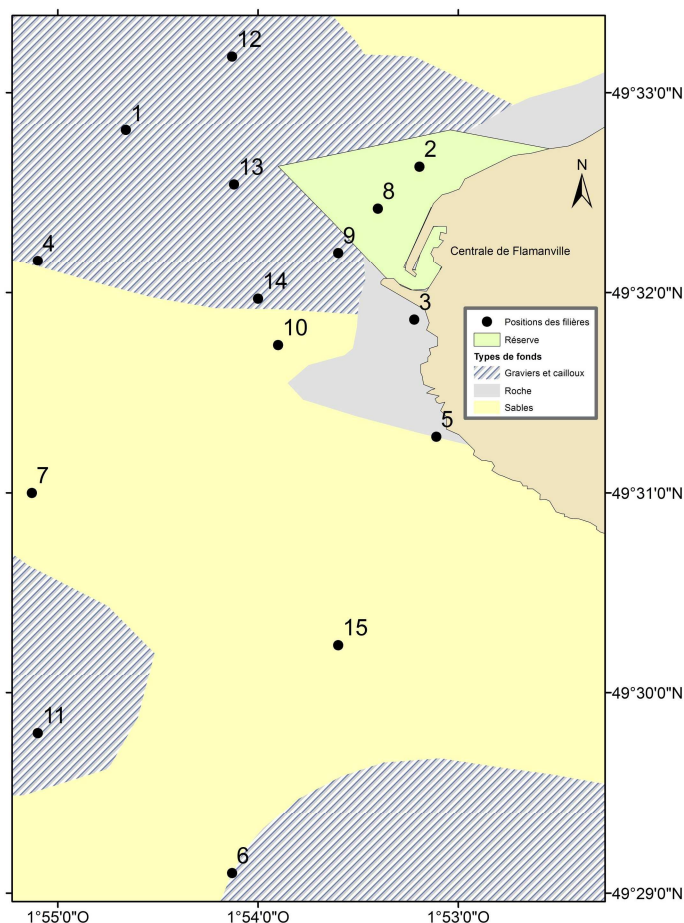 12
49°33'0"N
1
2
N
13
8
9
Centrale de Flamanville
4
14
49°32'0"N
3
10
Positions des filières
Réserve
Types de fonds
Graviers et cailloux
Roche
Sables
5
7
49°31'0"N
15
49°30'0"N
11
6
49°29'0"N
1°55'0"O
1°54'0"O
1°53'0"O